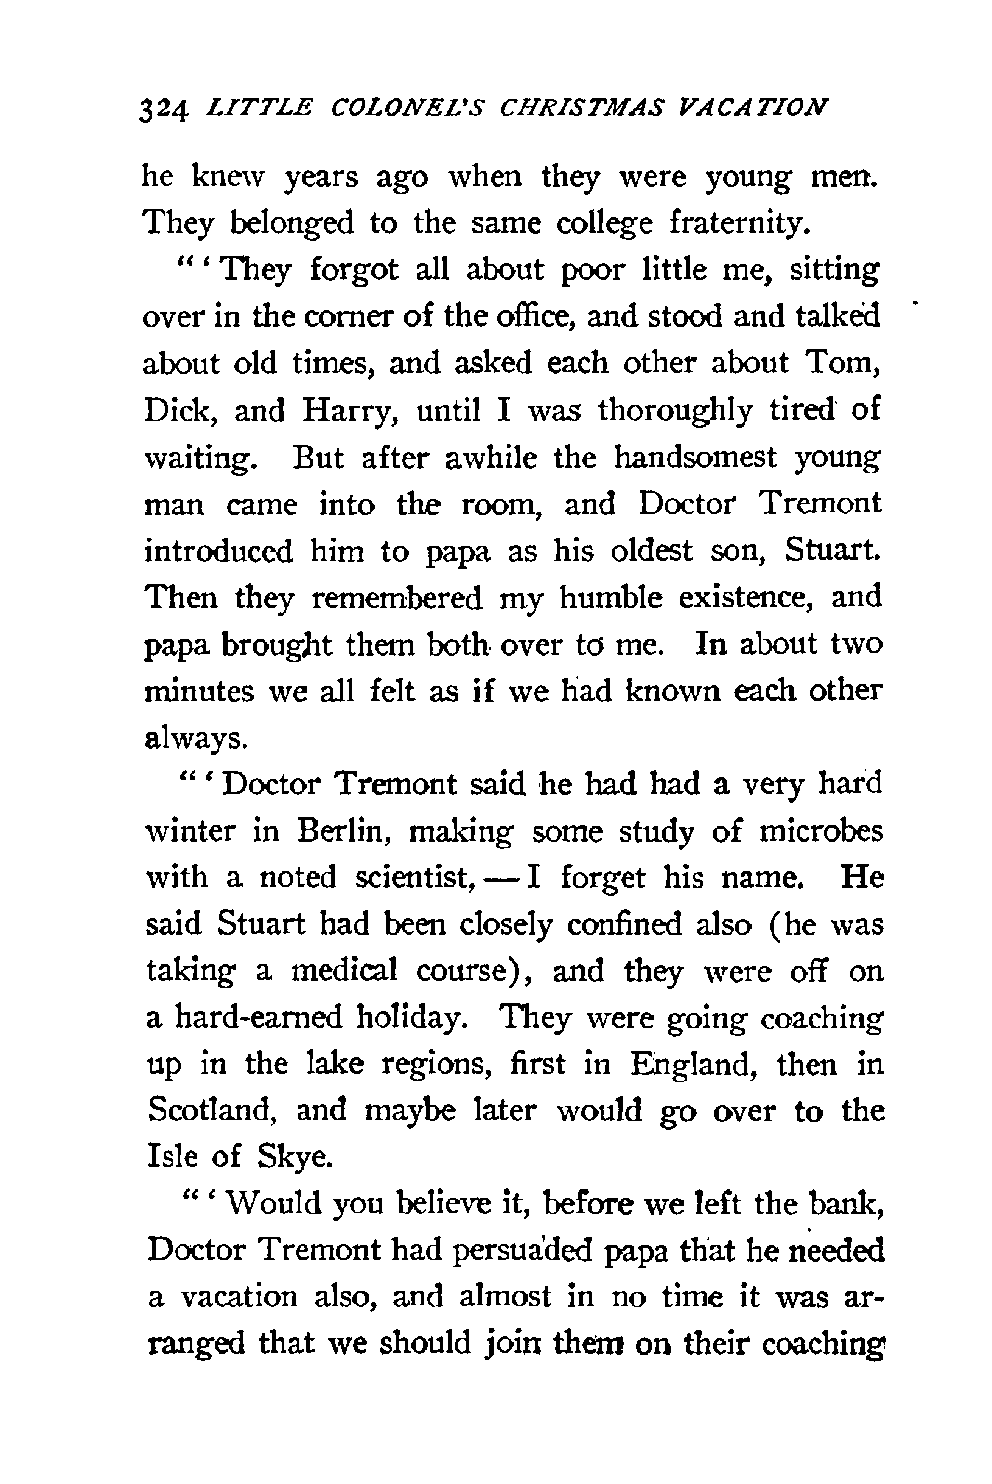 324 LITTLE COLONEL'S CHRISTMAS VACATION
he knew years ago when they were young men.
They belonged to the same college fraternity.
" ' They forgot all about poor little me, sitting
over in the corner of the office, and stood and talked
about old times, and asked each other about Tom,
Dick, and Harry, until I was thoroughly tired of
waiting. But after awhile the handsomest young
man came into the room, and Doctor Tremont
introduced him to papa as his oldest son, Stuart.
Then they remembered my humble existence, and
papa brought them both over to me. In about two
minutes we all felt as if we had known each other
always.
" ' Doctor Tremont said he had had a very hard
winter in Berlin, making some study of microbes
with a noted scientist, — I forget his name. He
said Stuart had been closely confined also (he was
taking a medical course), and they were off on
a hard-earned holiday. They were going coaching
up in the lake regions, first in England, then in
Scotland, and maybe later would go over to the
Isle of Skye.
" ' Would you believe it, before we left the bank,
Doctor Tremont had persuaded papa that he needed
a vacation also, and almost in no time it was ar-
ranged that we should join them on their coaching